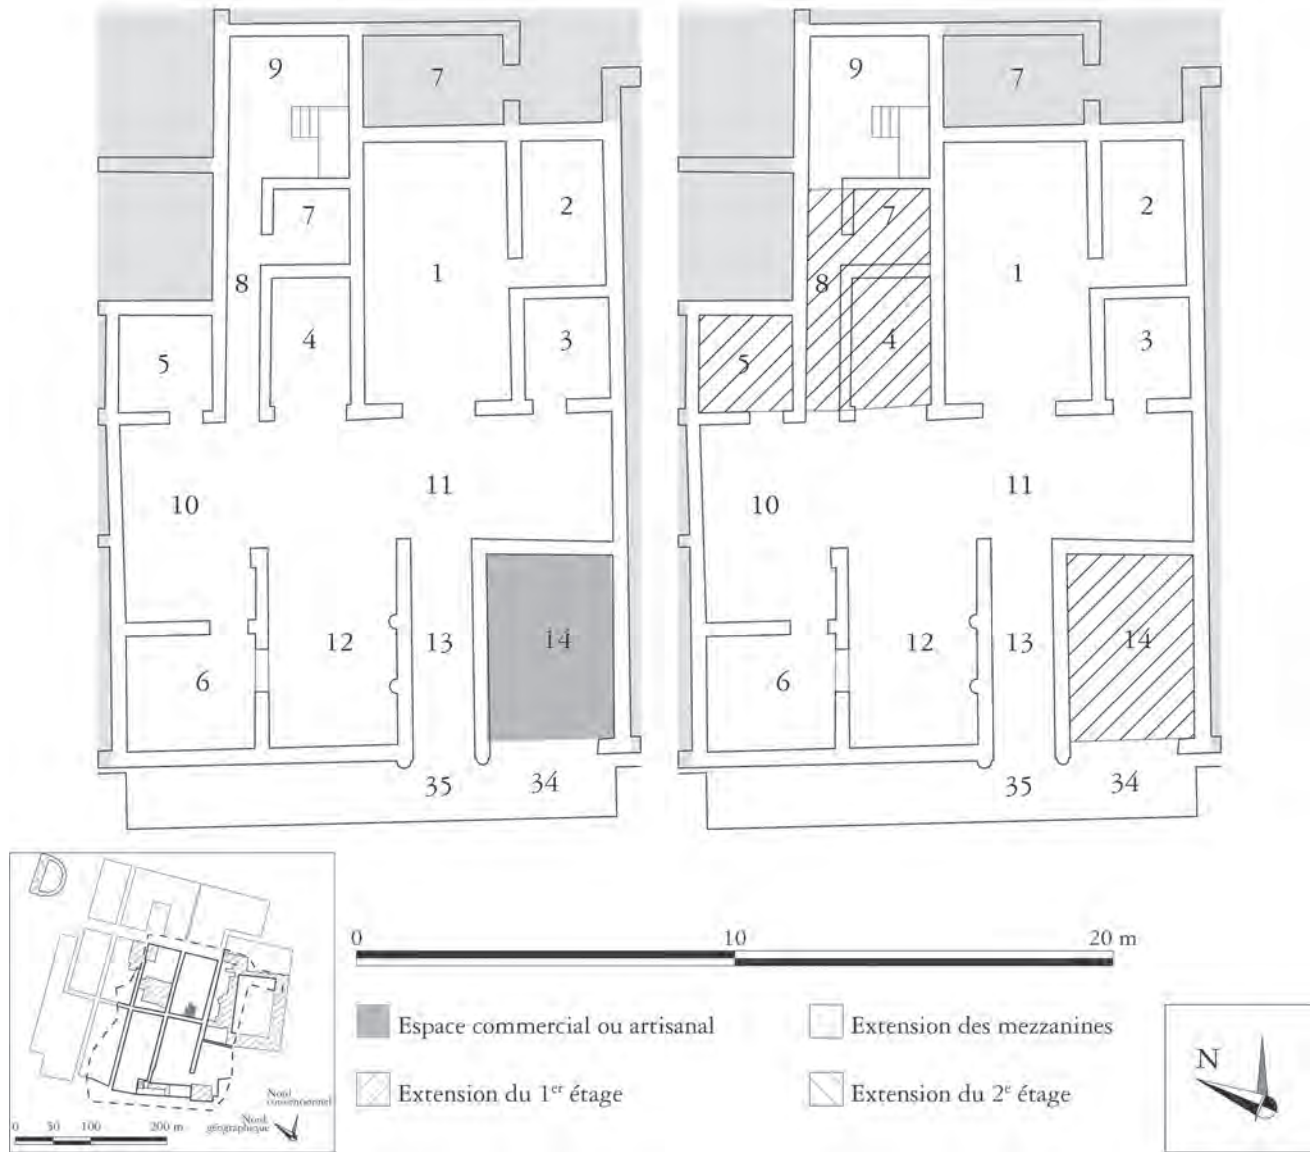 9 7 9 7
2 2
7 7
1 1
8 8
4 3 4 3
5 5
11 11
10 10
14 14
12 13 12 13
6 6
35 34 35 34
0 10 20 m
Espace commercial ou artisanal
Extension des mezzanines
Extension du 1er étage
Extension du 2e étage
N
Nord
conventionnel
Nord
géographique
0 50 100 200 m